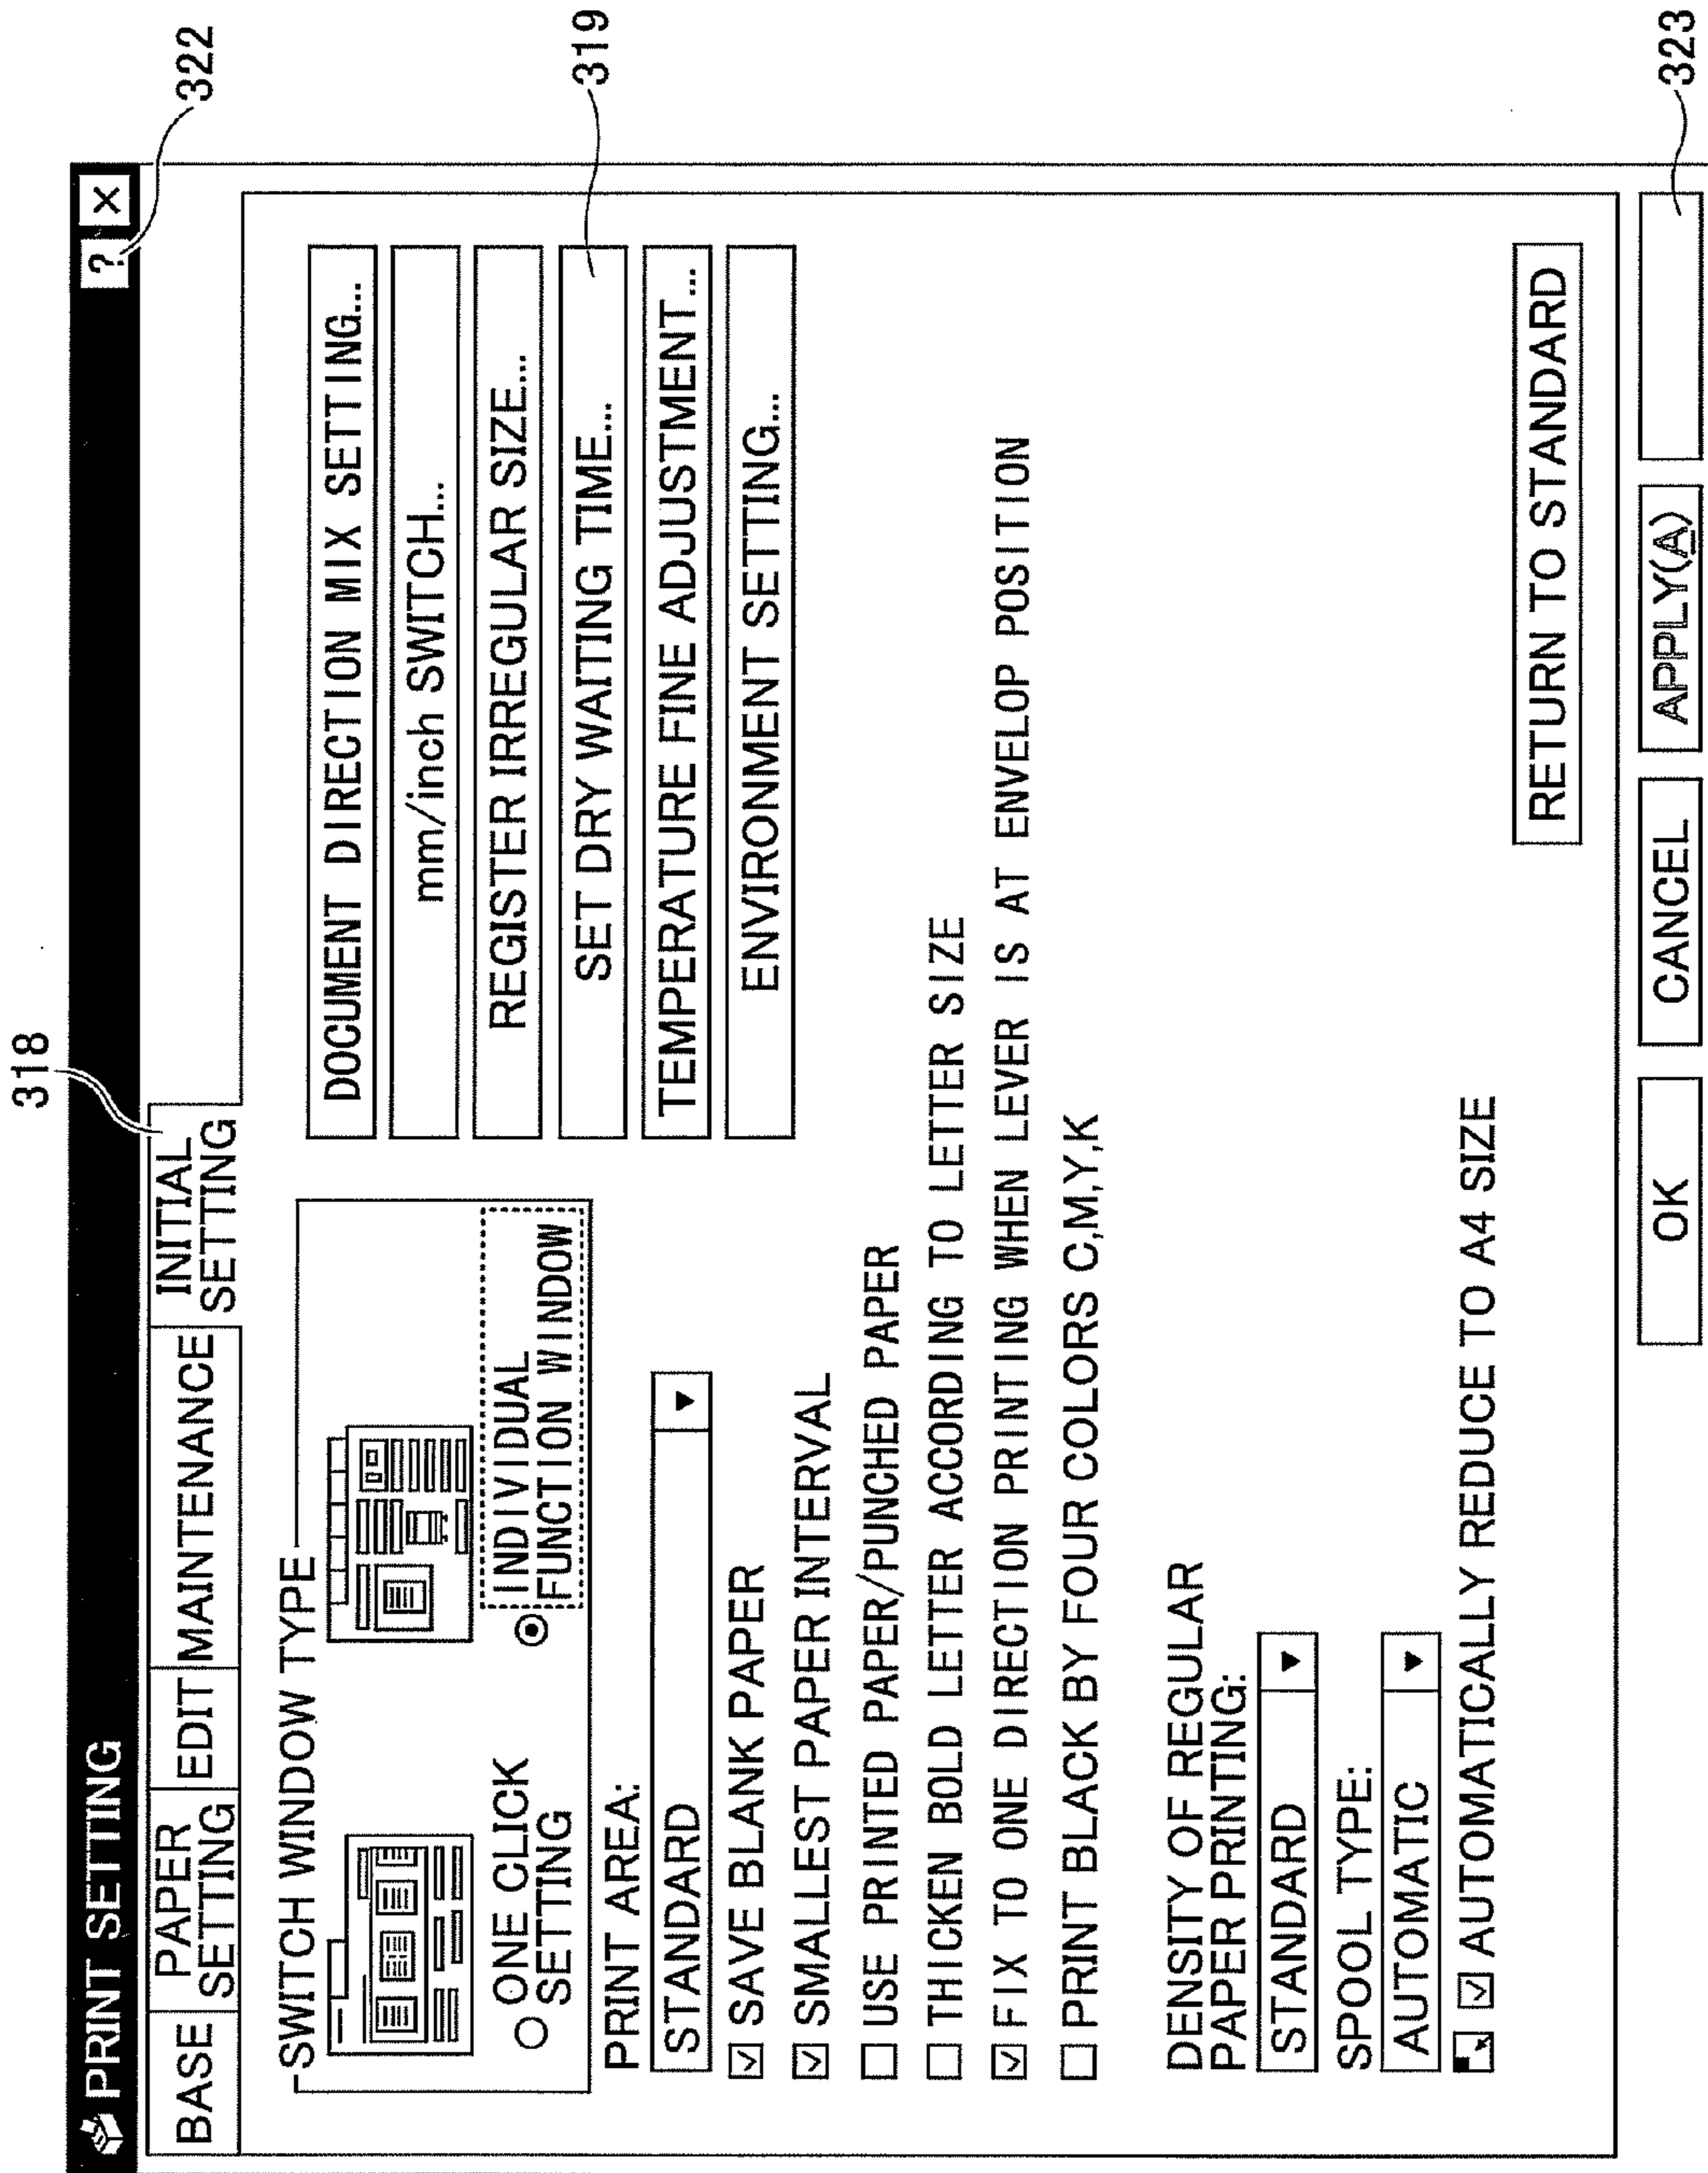 318
PRINT SETTING
? X
322
BASE
PAPER
SETTING
EDIT
MAINTENANCE
INITIAL
SETTING
SWITCH WINDOW TYPE
ONE CLICK
SETTING
INDIVIDUAL
FUNCTION WINDOW
DOCUMENT DIRECTION MIX SETTING...
mm/inch SWITCH...
REGISTER IRREGULAR SIZE...
SET DRY WAITING TIME...
319
TEMPERATURE FINE ADJUSTMENT...
ENVIRONMENT SETTING...
PRINT AREA:
STANDARD
SAVE BLANK PAPER
SMALLEST PAPER INTERVAL
USE PRINTED PAPER/PUNCHED PAPER
THICKEN BOLD LETTER ACCORDING TO LETTER SIZE
FIX TO ONE DIRECTION PRINTING WHEN LEVER IS AT ENVELOP POSITION
PRINT BLACK BY FOUR COLORS C,M,Y,K
DENSITY OF REGULAR
PAPER PRINTING:
STANDARD
SPOOL TYPE:
AUTOMATIC
AUTOMATICALLY REDUCE TO A4 SIZE
RETURN TO STANDARD
OK
CANCEL
APPLY(A)
323